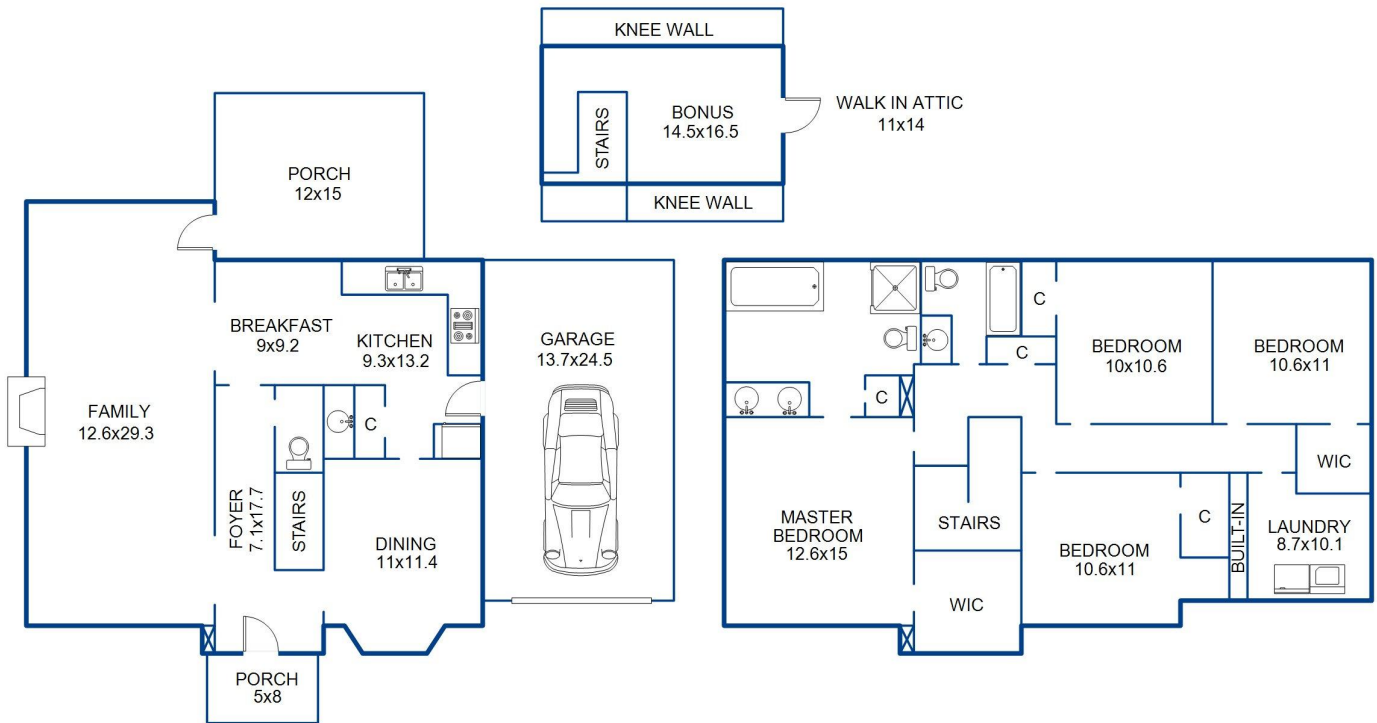 KNEE WALL
STAIRS
BONUS
14.5x16.5
KNEE WALL
WALK IN ATTIC
11x14
PORCH
12x15
BREAKFAST
9x9.2
KITCHEN
9.3x13.2
GARAGE
13.7x24.5
FAMILY
12.6x29.3
C
FOYER
7.1x17.7
STAIRS
DINING
11x11.4
PORCH
5x8
C
C
C
BEDROOM
10x10.6
BEDROOM
10.6x11
WIC
MASTER
BEDROOM
12.6x15
STAIRS
WIC
BEDROOM
10.6x11
C
BUILT-IN
LAUNDRY
8.7x10.1